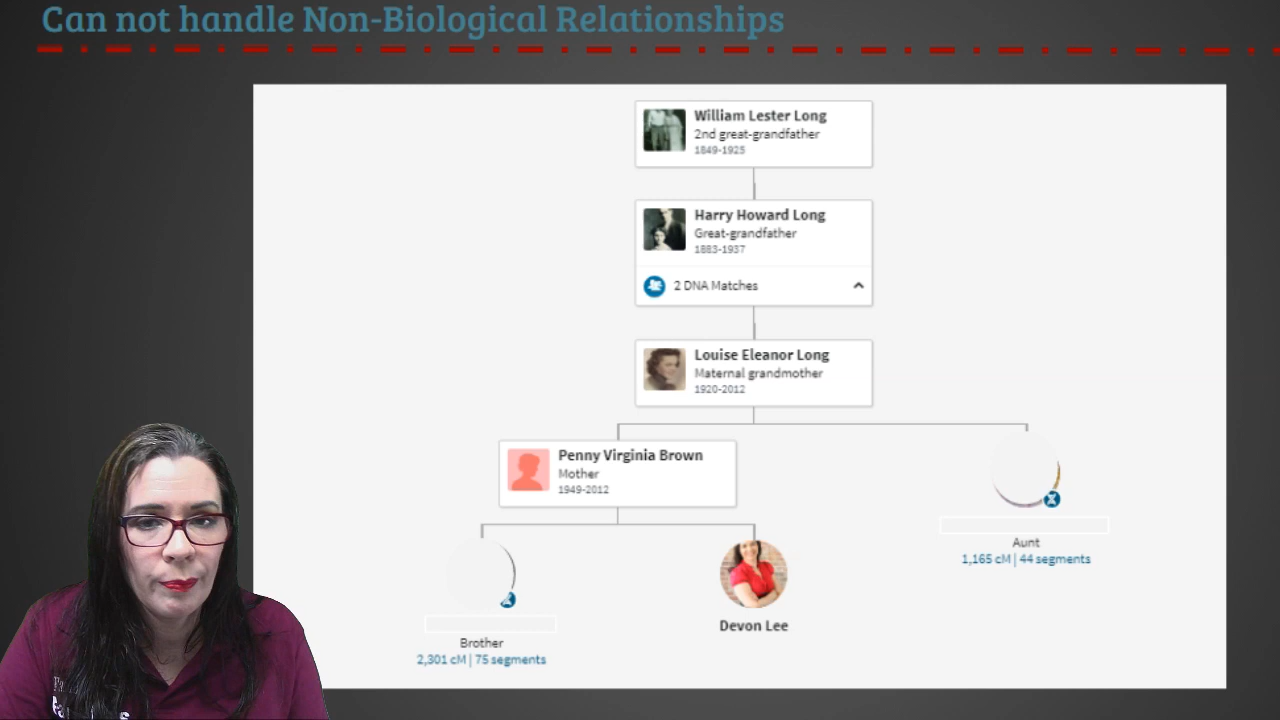 Can not handle Non-Biological Relationships
William Lester Long
2nd great-grandfather
1849-1925
Harry Howard Long
Great-grandfather
1883-1937
2 DNA Matches
Louise Eleanor Long
Maternal grandmother
1920-2012
Penny Virginia Brown
Mother
1949-2012
Aunt
1,165 cM | 44 segments
Devon Lee
Brother
2,301 cM | 75 segments